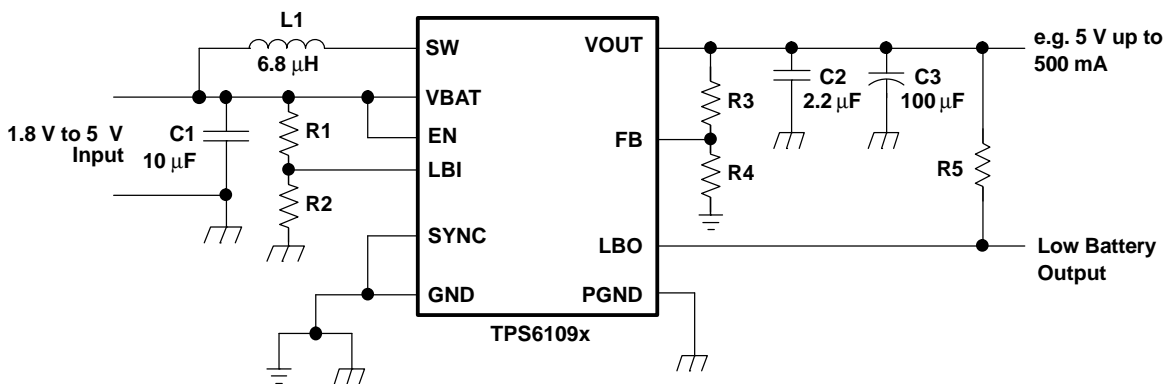 L1
6.8 μH
SW
VBAT
EN
LBI
SYNC
GND
VOUT
FB
LBO
PGND
TPS6109x
1.8 V to 5 V
Input
C1
10 μF
R1
R2
R3
R4
C2
2.2 μF
C3
100 μF
R5
e.g. 5 V up to
500 mA
Low Battery
Output